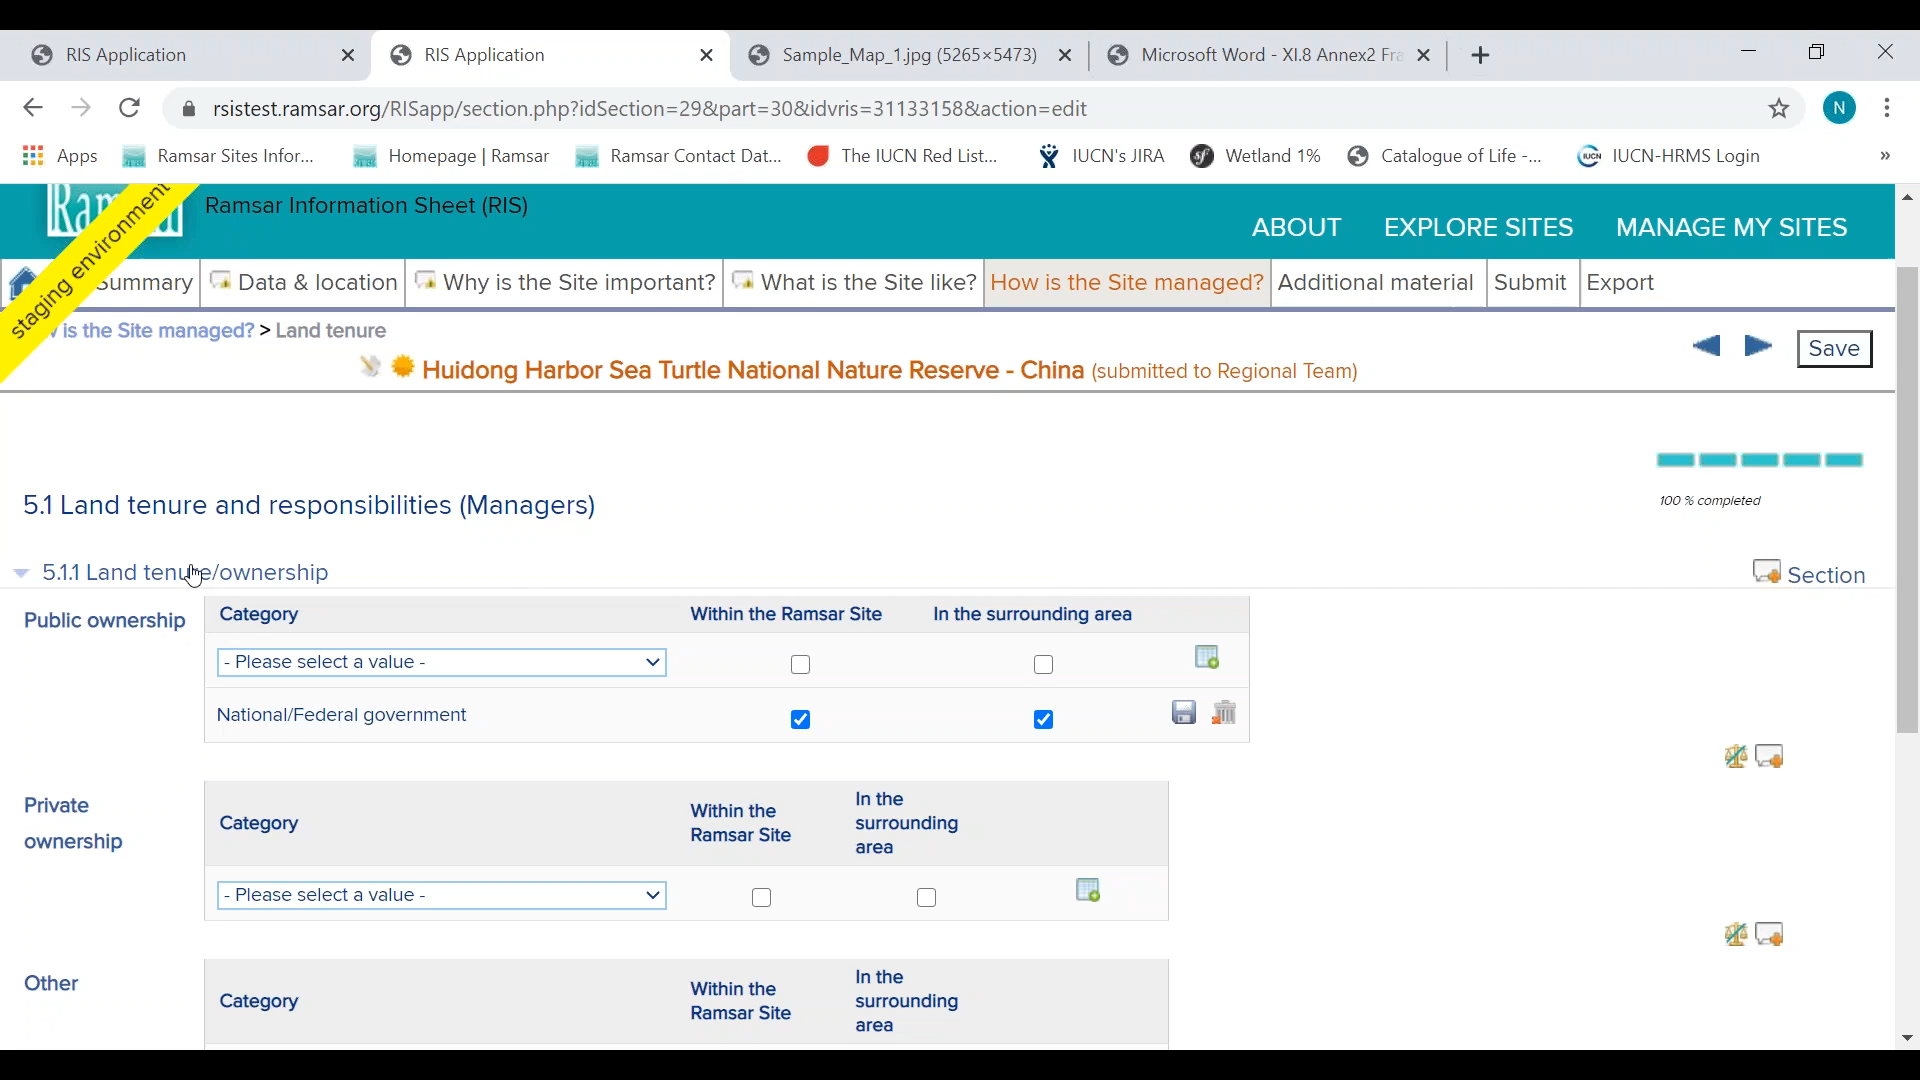 RIS Application
RIS Application
Sample_Map_1.jpg (5265×5473)
Microsoft Word - XI.8 Annex2 Fra
rsistest.ramsar.org/RISapp/section.php?idSection=29&part=30&idvris=31133158&action=edit
N
Apps
Ramsar Sites Infor...
Homepage | Ramsar
Ramsar Contact Dat...
The IUCN Red List...
IUCN's JIRA
Wetland 1%
Catalogue of Life -...
IUCN-HRMS Login
»
staging environment
Ramsar Information Sheet (RIS)
ABOUT
EXPLORE SITES
MANAGE MY SITES
Summary
Data & location
Why is the Site important?
What is the Site like?
How is the Site managed?
Additional material
Submit
Export
is the Site managed? > Land tenure
Huidong Harbor Sea Turtle National Nature Reserve - China (submitted to Regional Team)
Save
100 % completed
5.1 Land tenure and responsibilities (Managers)
5.1.1 Land tenure/ownership
Section
Public ownership
Category
Within the Ramsar Site
In the surrounding area
- Please select a value -
National/Federal government
Private
ownership
Category
Within the
Ramsar Site
In the
surrounding
area
- Please select a value -
Other
Category
Within the
Ramsar Site
In the
surrounding
area